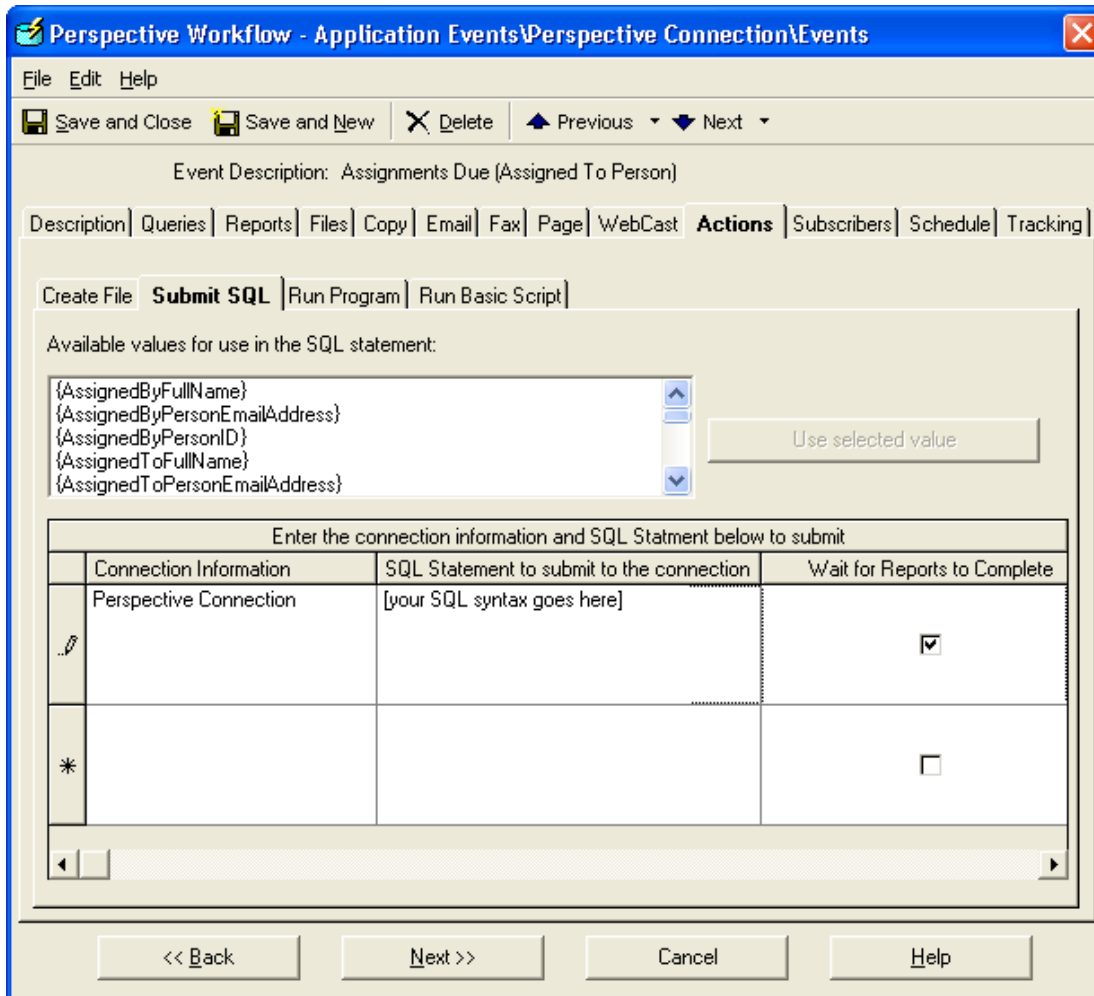 Perspective Workflow - Application Events\Perspective Connection\Events
File Edit Help
Save and Close Save and New Delete Previous Next
Event Description: Assignments Due (Assigned To Person)
Description Queries Reports Files Copy Email Fax Page WebCast Actions Subscribers Schedule Tracking
Create File Submit SQL Run Program Run Basic Script
Available values for use in the SQL statement:
{AssignedByFullName}
{AssignedByPersonEmailAddress}
{AssignedByPersonID}
{AssignedToFullName}
{AssignedToPersonEmailAddress}
Use selected value
Enter the connection information and SQL Statment below to submit
Connection Information SQL Statement to submit to the connection Wait for Reports to Complete
Perspective Connection [your SQL syntax goes here]
<< Back Next >> Cancel Help